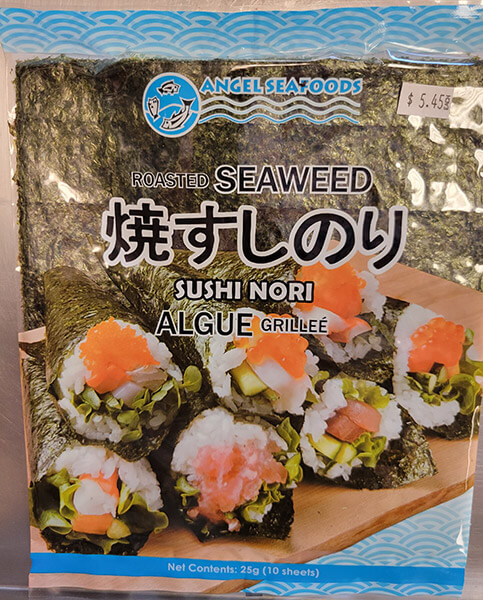 ANGEL SEAFOODS
$ 5.45
ROASTED SEAWEED
焼すしのり
SUSHI NORI
ALGUE GRILLEÉ
Net Contents: 25g (10 sheets)